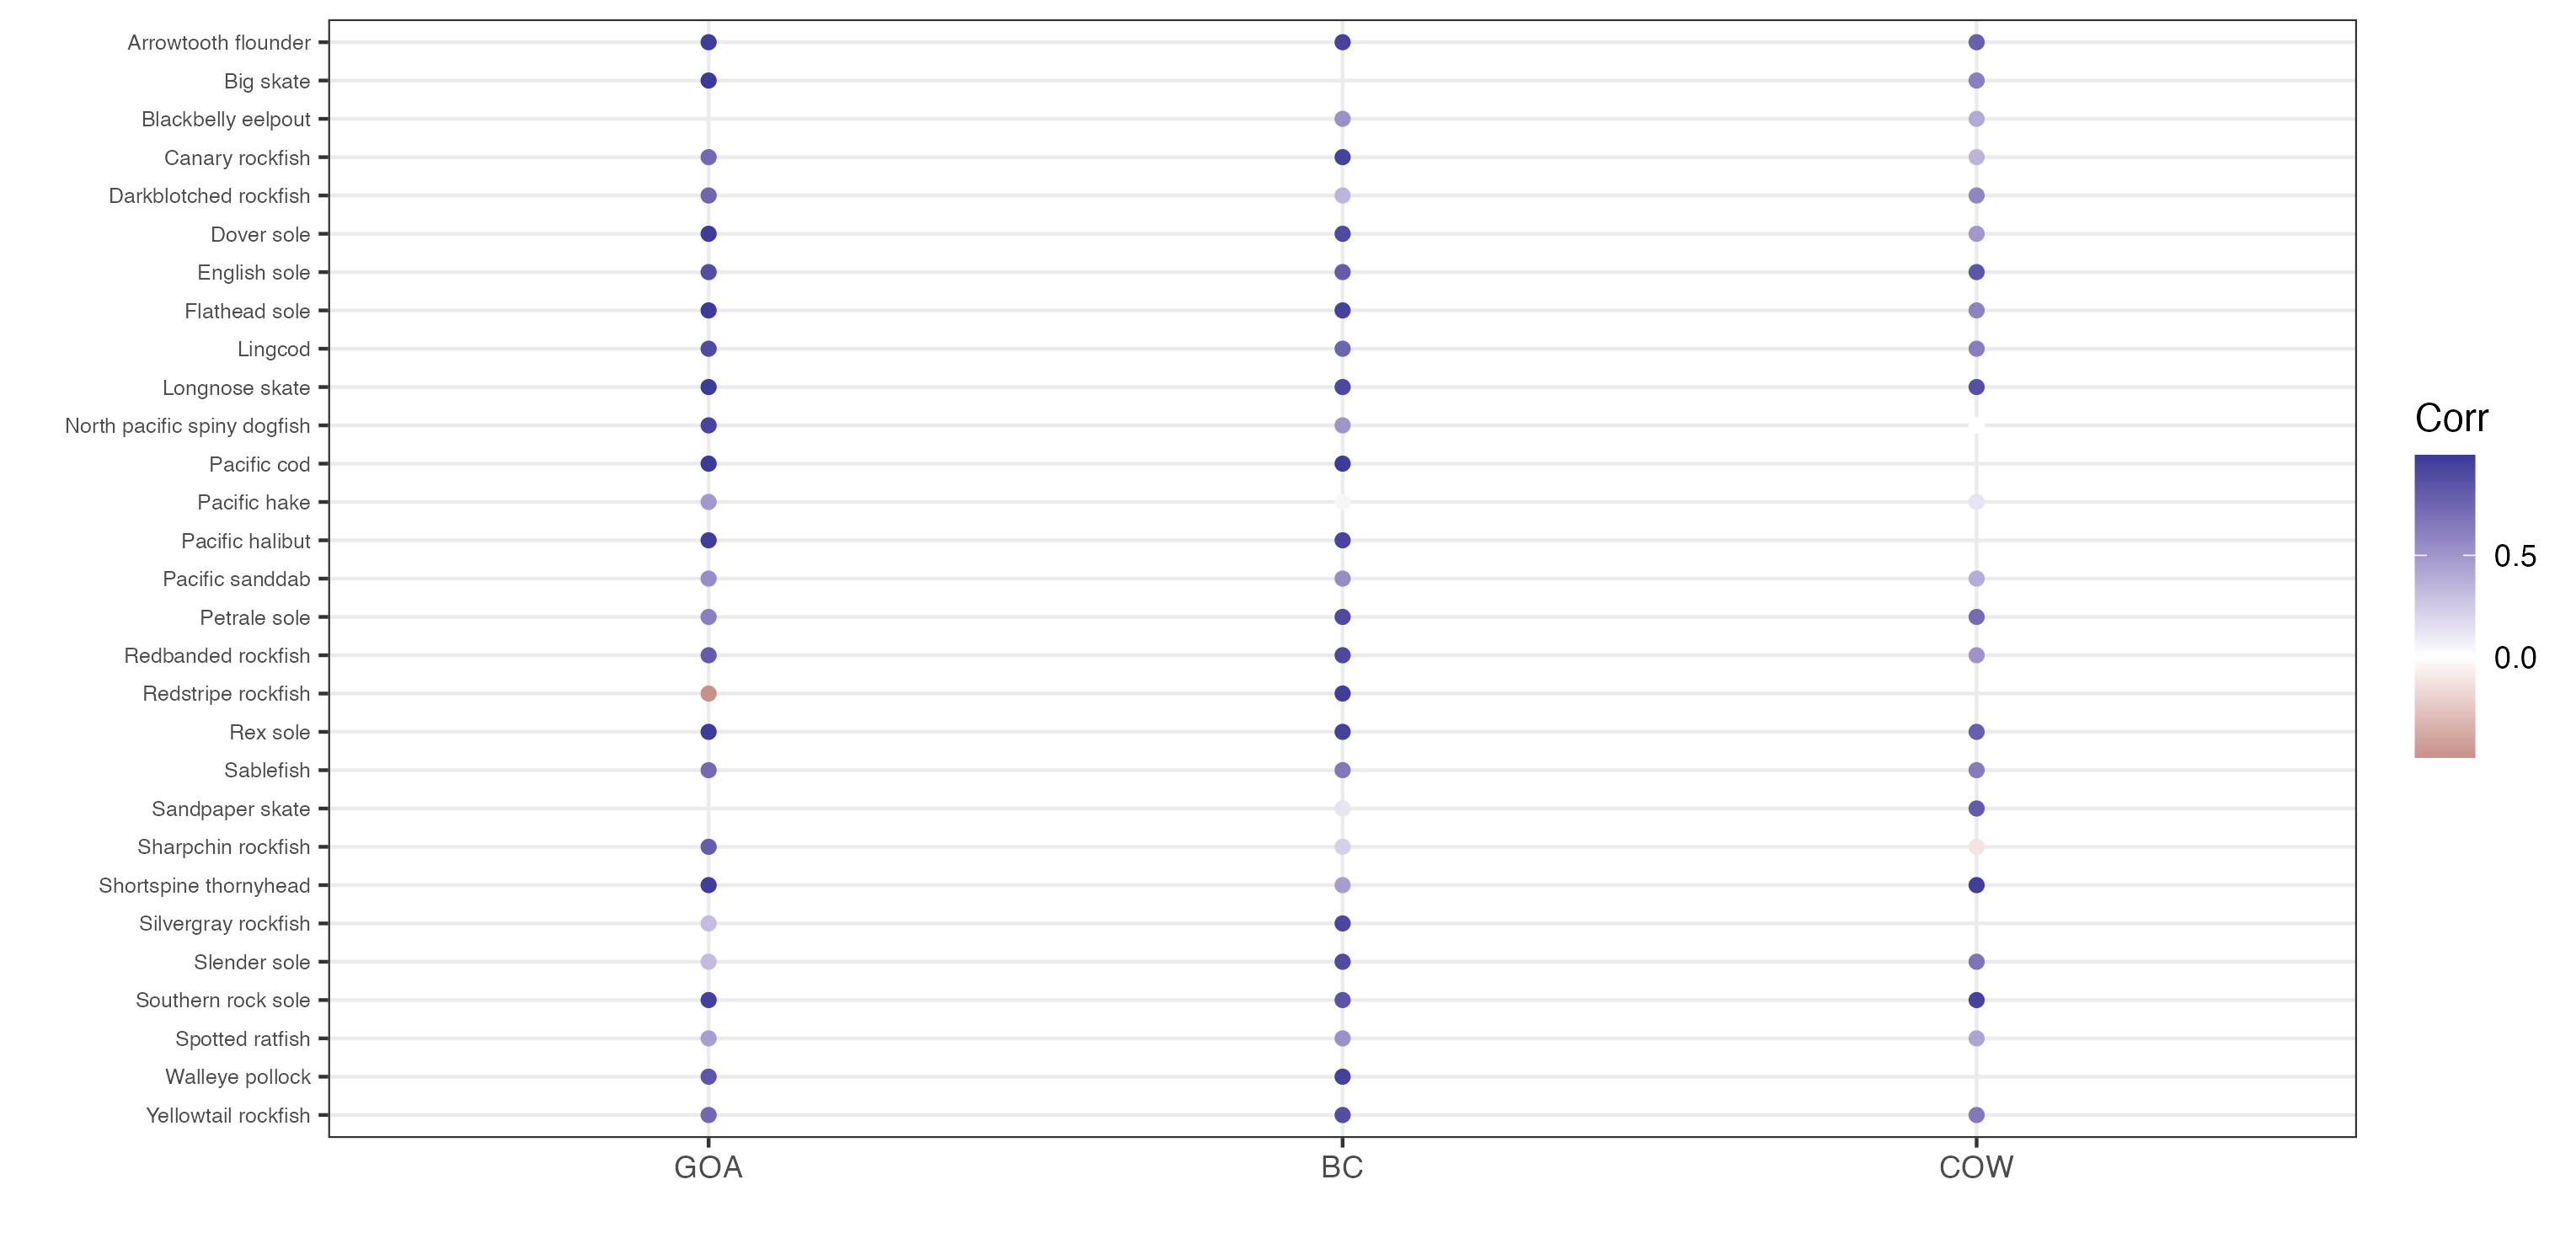 Arrowtooth flounder
Big skate
Blackbelly eelpout
Canary rockfish
Darkblotched rockfish
Dover sole
English sole
Flathead sole
Lingcod
Longnose skate
North pacific spiny dogfish
Pacific cod
Pacific hake
Pacific halibut
Pacific sanddab
Petrale sole
Redbanded rockfish
Redstripe rockfish
Rex sole
Sablefish
Sandpaper skate
Sharpchin rockfish
Shortspine thornyhead
Silvergray rockfish
Slender sole
Southern rock sole
Spotted ratfish
Walleye pollock
Yellowtail rockfish
GOA
BC
COW
Corr
0.5
0.0